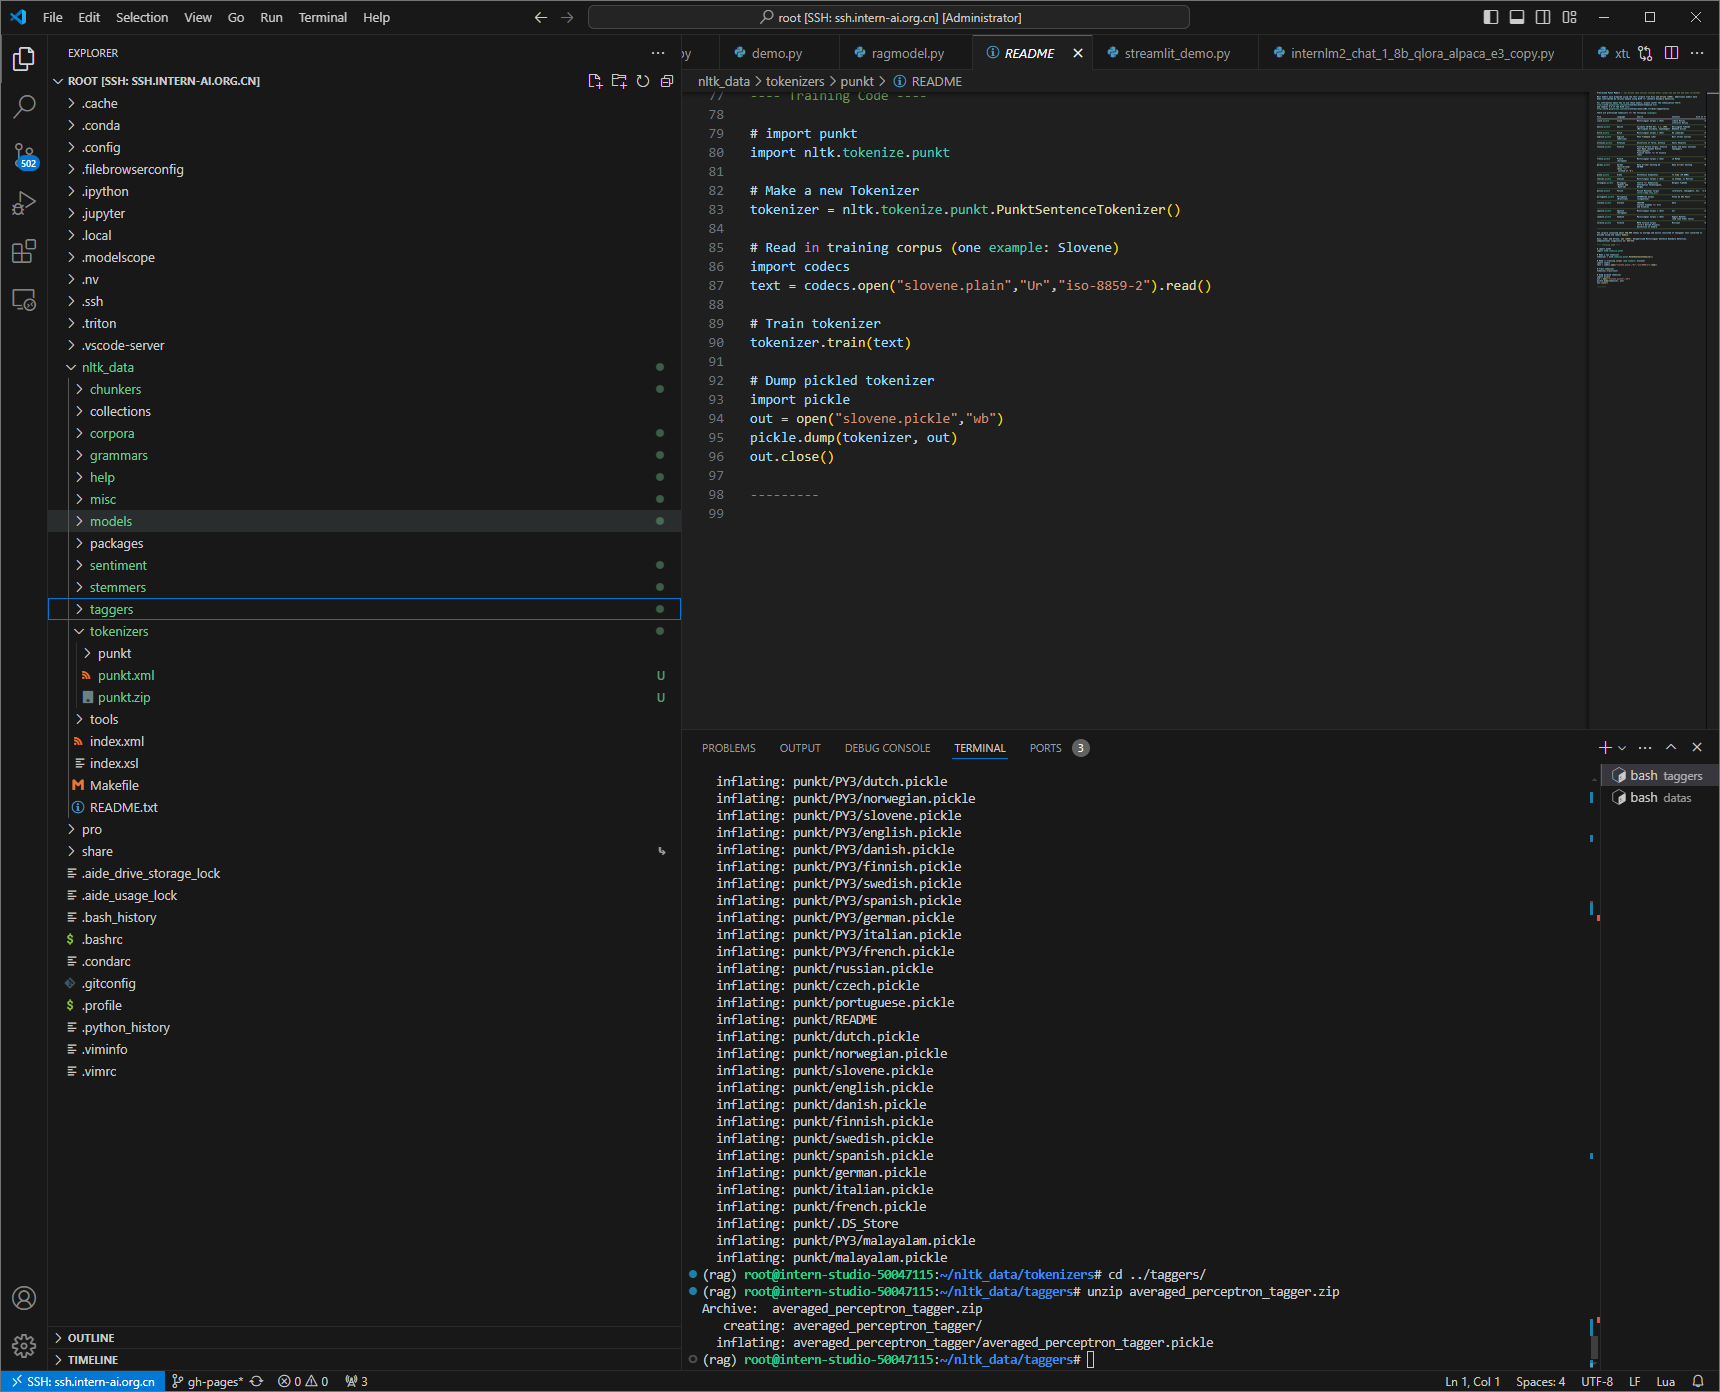 File Edit Selection View Go Run Terminal Help
root [SSH: ssh.intern-ai.org.cn] [Administrator]
EXPLORER
ROOT [SSH: SSH.INTERN-AI.ORG.CN]
.cache
.conda
.config
.filebrowserconfig
.ipython
.jupyter
.local
.modelscope
.nv
.ssh
.triton
.vscode-server
nltk_data
chunkers
collections
corpora
grammars
help
misc
models
packages
sentiment
stemmers
taggers
tokenizers
punkt
punkt.xml U
punkt.zip U
tools
index.xml
index.xsl
Makefile
README.txt
pro
share
.aide_drive_storage_lock
.aide_usage_lock
.bash_history
.bashrc
.condarc
.gitconfig
.profile
.python_history
.viminfo
.vimrc
OUTLINE
TIMELINE
502
py demo.py ragmodel.py README streamlit_demo.py internlm2_chat_1_8b_qlora_alpaca_e3_copy.py xtu
nltk_data > tokenizers > punkt > README
77 ---- Training Code ----
78
79 # import punkt
80 import nltk.tokenize.punkt
81
82 # Make a new Tokenizer
83 tokenizer = nltk.tokenize.punkt.PunktSentenceTokenizer()
84
85 # Read in training corpus (one example: Slovene)
86 import codecs
87 text = codecs.open("slovene.plain","Ur","iso-8859-2").read()
88
89 # Train tokenizer
90 tokenizer.train(text)
91
92 # Dump pickled tokenizer
93 import pickle
94 out = open("slovene.pickle","wb")
95 pickle.dump(tokenizer, out)
96 out.close()
97
98 ---------
99
PROBLEMS OUTPUT DEBUG CONSOLE TERMINAL PORTS 3
inflating: punkt/PY3/dutch.pickle
inflating: punkt/PY3/norwegian.pickle
inflating: punkt/PY3/slovene.pickle
inflating: punkt/PY3/english.pickle
inflating: punkt/PY3/danish.pickle
inflating: punkt/PY3/finnish.pickle
inflating: punkt/PY3/swedish.pickle
inflating: punkt/PY3/spanish.pickle
inflating: punkt/PY3/german.pickle
inflating: punkt/PY3/italian.pickle
inflating: punkt/PY3/french.pickle
inflating: punkt/russian.pickle
inflating: punkt/czech.pickle
inflating: punkt/portuguese.pickle
inflating: punkt/README
inflating: punkt/dutch.pickle
inflating: punkt/norwegian.pickle
inflating: punkt/slovene.pickle
inflating: punkt/english.pickle
inflating: punkt/danish.pickle
inflating: punkt/finnish.pickle
inflating: punkt/swedish.pickle
inflating: punkt/spanish.pickle
inflating: punkt/german.pickle
inflating: punkt/italian.pickle
inflating: punkt/french.pickle
inflating: punkt/.DS_Store
inflating: punkt/PY3/malayalam.pickle
inflating: punkt/malayalam.pickle
(rag) root@intern-studio-50047115:~/nltk_data/tokenizers# cd ../taggers/
(rag) root@intern-studio-50047115:~/nltk_data/taggers# unzip averaged_perceptron_tagger.zip
Archive:  averaged_perceptron_tagger.zip
creating: averaged_perceptron_tagger/
inflating: averaged_perceptron_tagger/averaged_perceptron_tagger.pickle
(rag) root@intern-studio-50047115:~/nltk_data/taggers#
bash taggers
bash datas
SSH: ssh.intern-ai.org.cn gh-pages* 0 0 3 Ln 1, Col 1 Spaces: 4 UTF-8 LF Lua